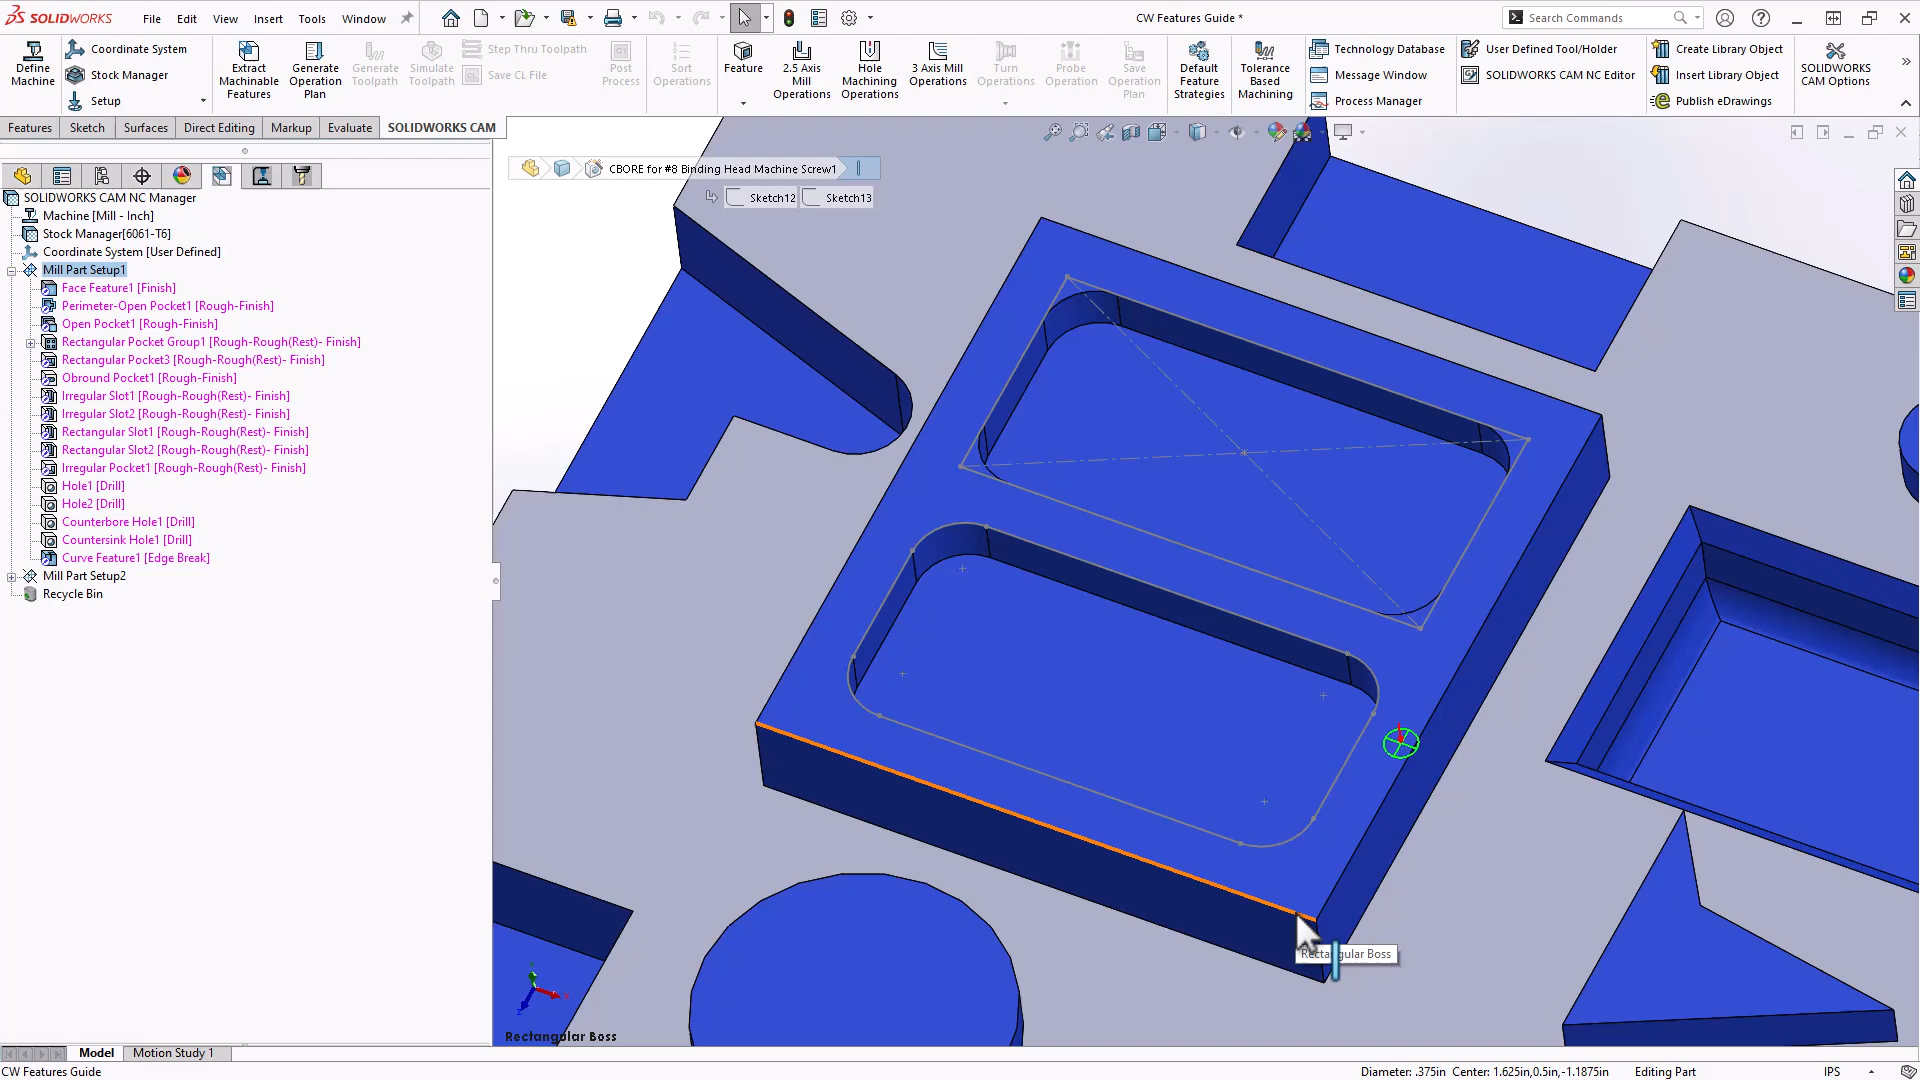 SOLIDWORKS
File Edit View Insert Tools Window
CW Features Guide *
Search Commands
Define Machine
Coordinate System
Stock Manager
Setup
Extract Machinable Features
Generate Operation Plan
Generate Toolpath
Simulate Toolpath
Step Thru Toolpath
Save CL File
Post Process
Sort Operations
Feature
2.5 Axis Mill Operations
Hole Machining Operations
3 Axis Mill Operations
Turn Operations
Probe Operations
Save Operation Plan
Default Feature Strategies
Tolerance Based Machining
Technology Database
Message Window
Process Manager
User Defined Tool/Holder
SOLIDWORKS CAM NC Editor
Create Library Object
Insert Library Object
Publish eDrawings
SOLIDWORKS CAM Options
Features Sketch Surfaces Direct Editing Markup Evaluate SOLIDWORKS CAM
CBORE for #8 Binding Head Machine Screw1
Sketch12 Sketch13
SOLIDWORKS CAM NC Manager
Machine [Mill - Inch]
Stock Manager[6061-T6]
Coordinate System [User Defined]
Mill Part Setup1
Face Feature1 [Finish]
Perimeter-Open Pocket1 [Rough-Finish]
Open Pocket1 [Rough-Finish]
Rectangular Pocket Group1 [Rough-Rough(Rest)- Finish]
Rectangular Pocket3 [Rough-Rough(Rest)- Finish]
Obround Pocket1 [Rough-Finish]
Irregular Slot1 [Rough-Rough(Rest)- Finish]
Irregular Slot2 [Rough-Rough(Rest)- Finish]
Rectangular Slot1 [Rough-Rough(Rest)- Finish]
Rectangular Slot2 [Rough-Rough(Rest)- Finish]
Irregular Pocket1 [Rough-Rough(Rest)- Finish]
Hole1 [Drill]
Hole2 [Drill]
Counterbore Hole1 [Drill]
Countersink Hole1 [Drill]
Curve Feature1 [Edge Break]
Mill Part Setup2
Recycle Bin
Rectangular Boss
Rectangular Boss
Model Motion Study 1
CW Features Guide
Diameter: .375in Center: 1.625in,0.5in,-1.1875in
Editing Part
IPS